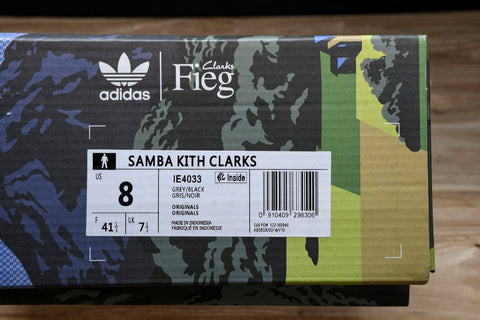 adidas
Clarks
Fieg
SAMBA KITH CLARKS
US
8
F
41⅓
UK
7½
IE4033
GREY/BLACK
GRIS/NOIR
Inside
ORIGINALS
ORIGINALS
MADE IN INDONESIA
FABRIQUÉ EN INDONÉSIE
0 910409 298306